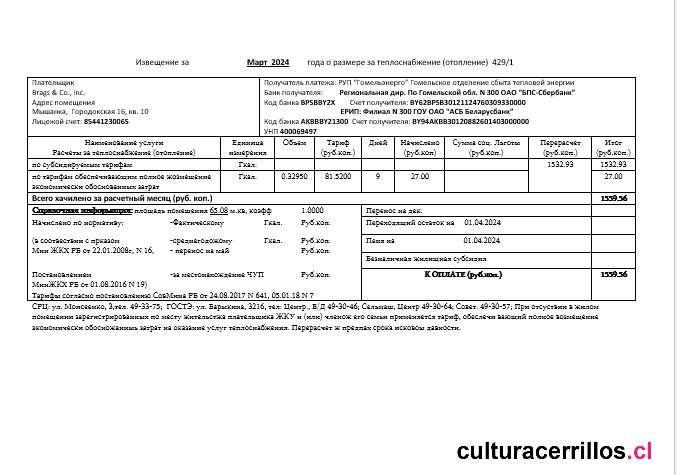 Извещение за Март 2024 года о размере за теплоснабжение (отопление) 429/1
Плательщик
Brags & Co., inc.
Адрес помещения
Мышанка, Городокская 16, кв. 10
Лицевой счет: 85441230065
Получатель платежа: РУП "Гомельэнерго" Гомельское отделение сбыта тепловой энергии
Банк получателя: Региональная дир. По Гомельской обл. N 300 ОАО "БПС-Сбербанк"
Код банка BPSBBY2X Счет получателя: BY62BPSB30121124760309330000
ЕРИП: Филиал N 300 ГОУ ОАО "АСБ Беларусбанк"
Код банка AKBBBY21300 Счет получателя: BY94AKBB30120882601403000000
УНП 400069497
Наименование услуги Единица Объём Тариф Дней Начислено Сумма соц. Льготы Перерасчёт Итог
Расчёты за теплоснабжение (отопление) измерения (руб.коп.) (руб.коп) (руб.коп.) (руб.коп) (руб.коп.)
по субсидируемым тарифам Гкал. 1532.93 1532.93
по тарифам обеспечивающим полное возмещение Гкал. 0.32950 81.5200 9 27.00 27.00
экономически обоснованных затрат
Всего начилено за расчетный месяц (руб. коп.) 1559.56
Справочная информация: площадь помещения 65.08 м.кв, коэфф 1.0000
Перенос на дек.
Начислено по нормативу: -Фактическому Гкал. Руб.коп.
Переходящий остаток на 01.04.2024
(в соотвествии с приказом -среднегодожому Гкал. Руб.коп.
Пеня на 01.04.2024
Мин ЖКХ РБ от 22.01.2008г, N 16, - перенос на май Руб.коп.
Безналичная жилищная субсидия
Постановлением -за местонахождение ЧУП Руб.коп.
К ОПЛАТЕ (руб.коп.) 1559.56
МинЖКХ РБ от 01.08.2016 N 19)
Тарифы согласно постановлению СовМина РБ от 24.08.2017 N 641, 05.01.18 N 7
СРЦ: ул. Моисеенко, 3,тел. 49-33-75; ГОСТЭ: ул. Барыкина, 321б, тел: Центр., В/Д 49-30-46; Сельмаш, Центр 49-30-64; Совет. 49-30-57; При отсуствии в жилом
помещении зарегистрированных по месту жительства плательщика ЖКУ и (или) членов его семьи применяется тариф, обеспечи вающий полное возмещение
экономически обоснованных затрат на оказание услуг теплоснабжения. Перерасчет в пределах срока исковой давности.
culturacerrillos.cl